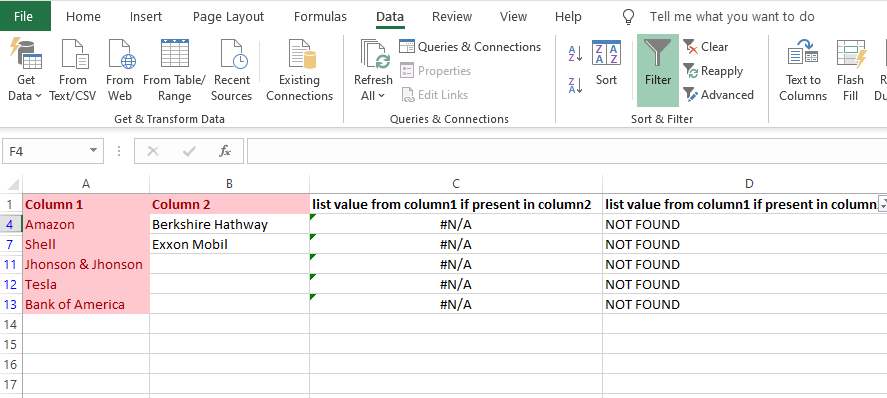 File Home Insert Page Layout Formulas Data Review View Help Tell me what you want to do
Get Data From Text/CSV From Web From Table/ Range Recent Sources Existing Connections Refresh All Queries & Connections Properties Edit Links Sort Filter Clear Reapply Advanced Text to Columns Flash Fill
Get & Transform Data Queries & Connections Sort & Filter
F4 fx
A B C D
1 Column 1 Column 2 list value from column1 if present in column2 list value from column1 if present in column
4 Amazon Berkshire Hathway #N/A NOT FOUND
7 Shell Exxon Mobil #N/A NOT FOUND
11 Jhonson & Jhonson #N/A NOT FOUND
12 Tesla #N/A NOT FOUND
13 Bank of America #N/A NOT FOUND
14
15
16
17